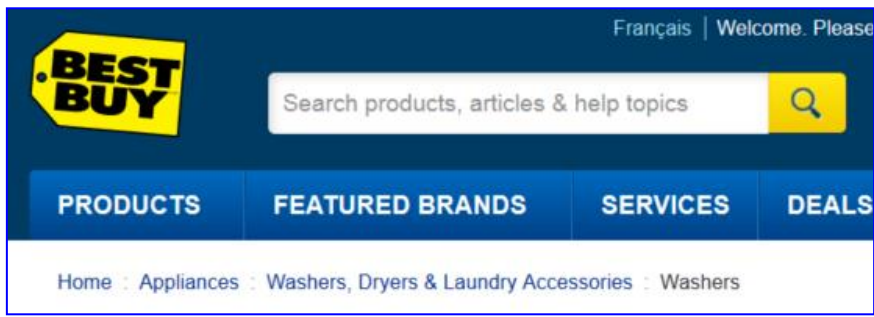 Français | Welcome. Please
BEST
BUY
Search products, articles & help topics
PRODUCTS FEATURED BRANDS SERVICES DEALS
Home : Appliances : Washers, Dryers & Laundry Accessories : Washers